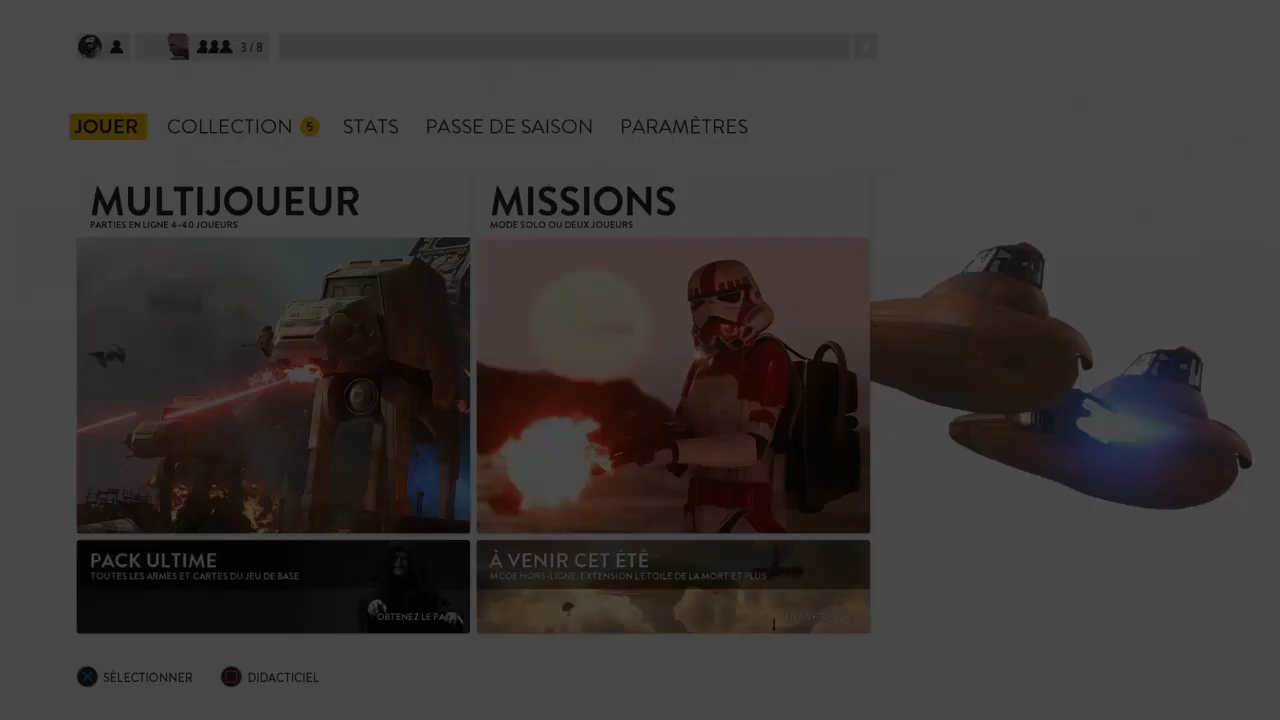 3 / 8
JOUER COLLECTION 5 STATS PASSE DE SAISON PARAMÈTRES
MULTIJOUEUR
PARTIES EN LIGNE 4-40 JOUEURS
MISSIONS
MODE SOLO OU DEUX JOUEURS
PACK ULTIME
TOUTES LES ARMES ET CARTES DU JEU DE BASE
OBTENEZ LE PACK
À VENIR CET ÉTÉ
MODE HORS-LIGNE, EXTENSION L'ÉTOILE DE LA MORT ET PLUS
SÉLECTIONNER DIDACTICIEL